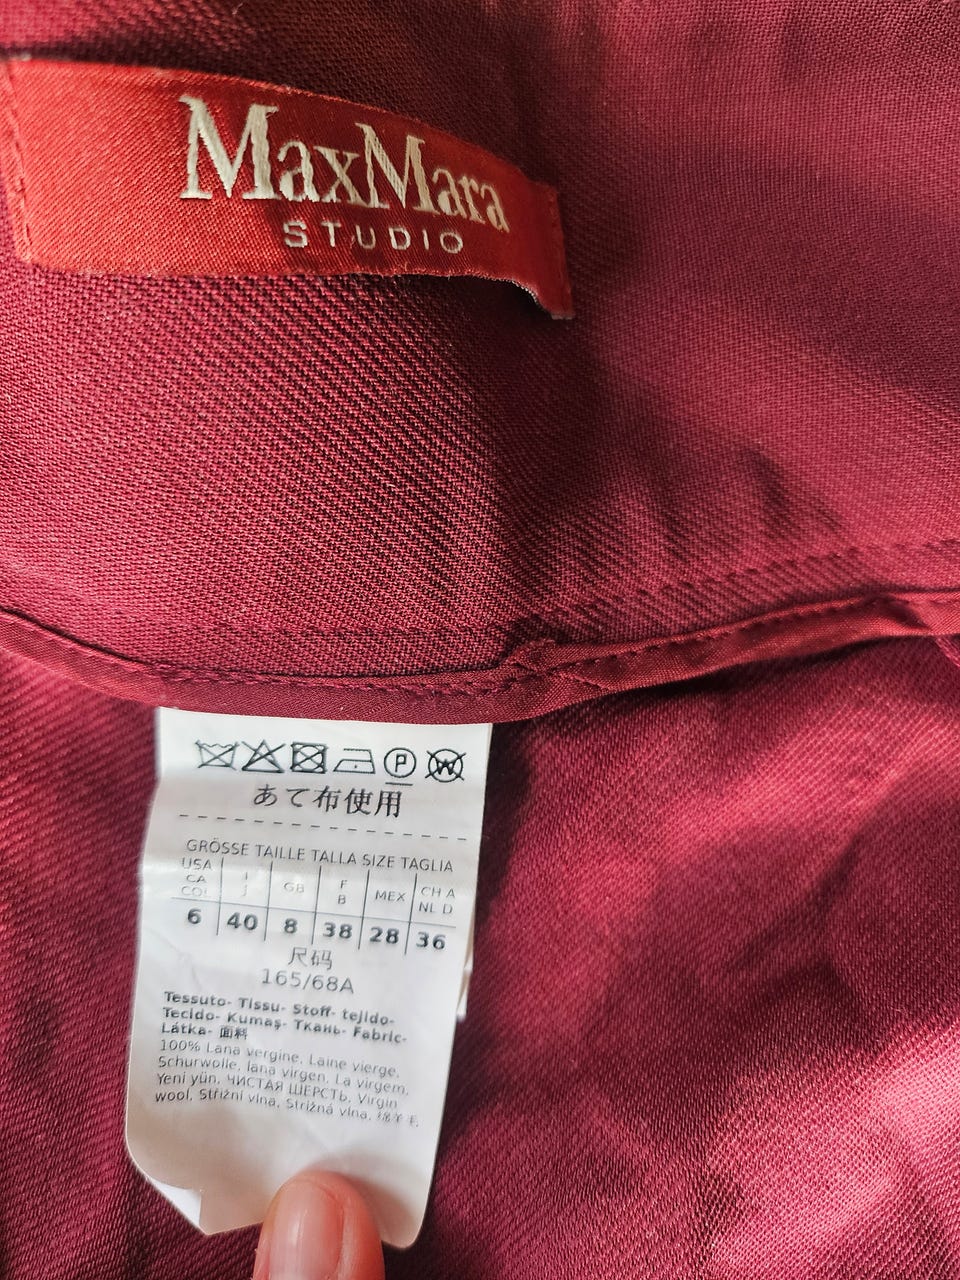 MaxMara
STUDIO
P W
あて布使用
GRÖSSE TAILLE TALLA SIZE TAGLIA
USA CA COL I J GB F B MEX CH A NL D
6 40 8 38 28 36
尺码
165/68A
Tessuto- Tissu- Stoff- tejido-
Tecido- Kumaş- Ткань- Fabric-
Látka- 面料
100% Lana vergine, Laine vierge,
Schurwolle, lana virgen, La virgem,
Yeni yün, ЧИСТАЯ ШЕРСТЬ, Virgin
wool, Střižní vlna, Strižná vlna,